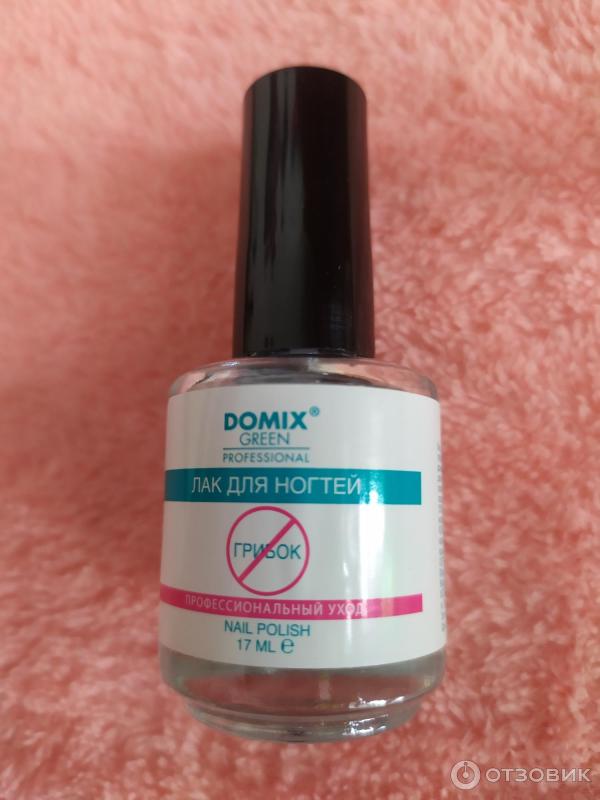 DOMIX®
GREEN
PROFESSIONAL
ЛАК ДЛЯ НОГТЕЙ
ГРИБОК
ПРОФЕССИОНАЛЬНЫЙ УХОД
NAIL POLISH
17 ML ℮
ОТЗОВИК